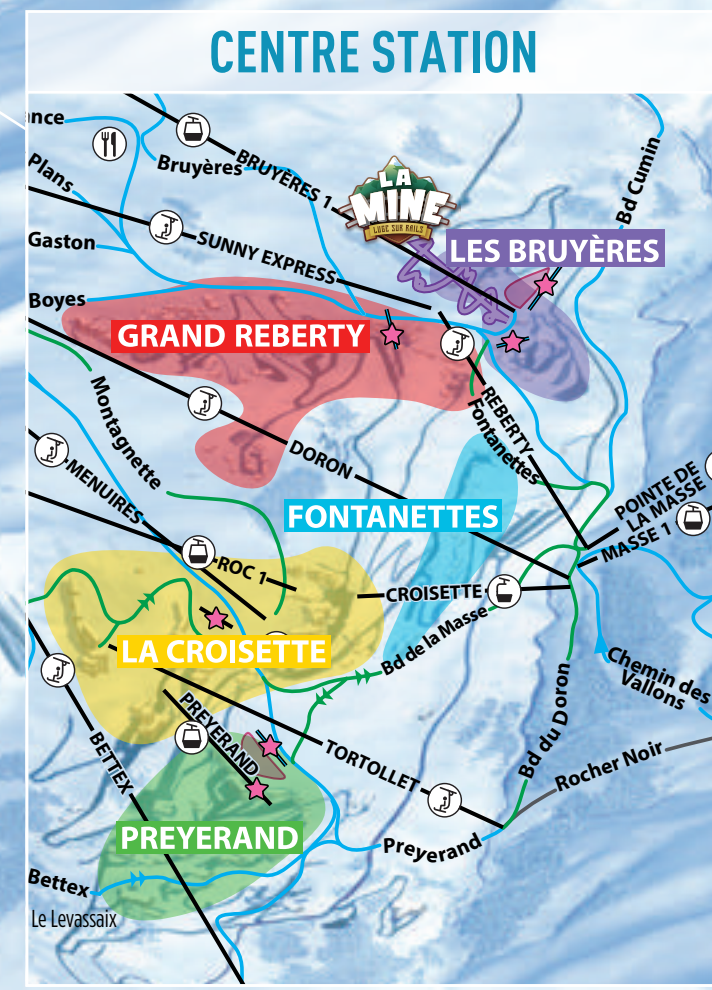 CENTRE STATION
Bd Cumin
Bruyères
BRUYÈRES 1
LA
MINE
LUGE SUR RAILS
Plans
Gaston
SUNNY EXPRESS
LES BRUYÈRES
Boyes
GRAND REBERTY
REBERTY
Fontanettes
Montagnette
DORON
MENUIRES
POINTE DE
LA MASSE
MASSE 1
FONTANETTES
ROC 1
CROISETTE
Bd de la Masse
LA CROISETTE
Chemin des
Vallons
PREYERAND
BETTEX
TORTOLLET
Bd du Doron
Rocher Noir
PREYERAND
Preyerand
Bettex
Le Levassaix